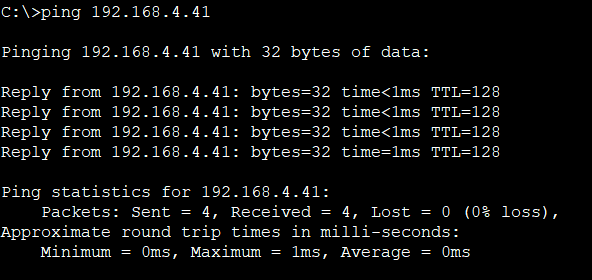 C:\>ping 192.168.4.41
Pinging 192.168.4.41 with 32 bytes of data:
Reply from 192.168.4.41: bytes=32 time<1ms TTL=128
Reply from 192.168.4.41: bytes=32 time<1ms TTL=128
Reply from 192.168.4.41: bytes=32 time<1ms TTL=128
Reply from 192.168.4.41: bytes=32 time=1ms TTL=128
Ping statistics for 192.168.4.41:
    Packets: Sent = 4, Received = 4, Lost = 0 (0% loss),
Approximate round trip times in milli-seconds:
    Minimum = 0ms, Maximum = 1ms, Average = 0ms